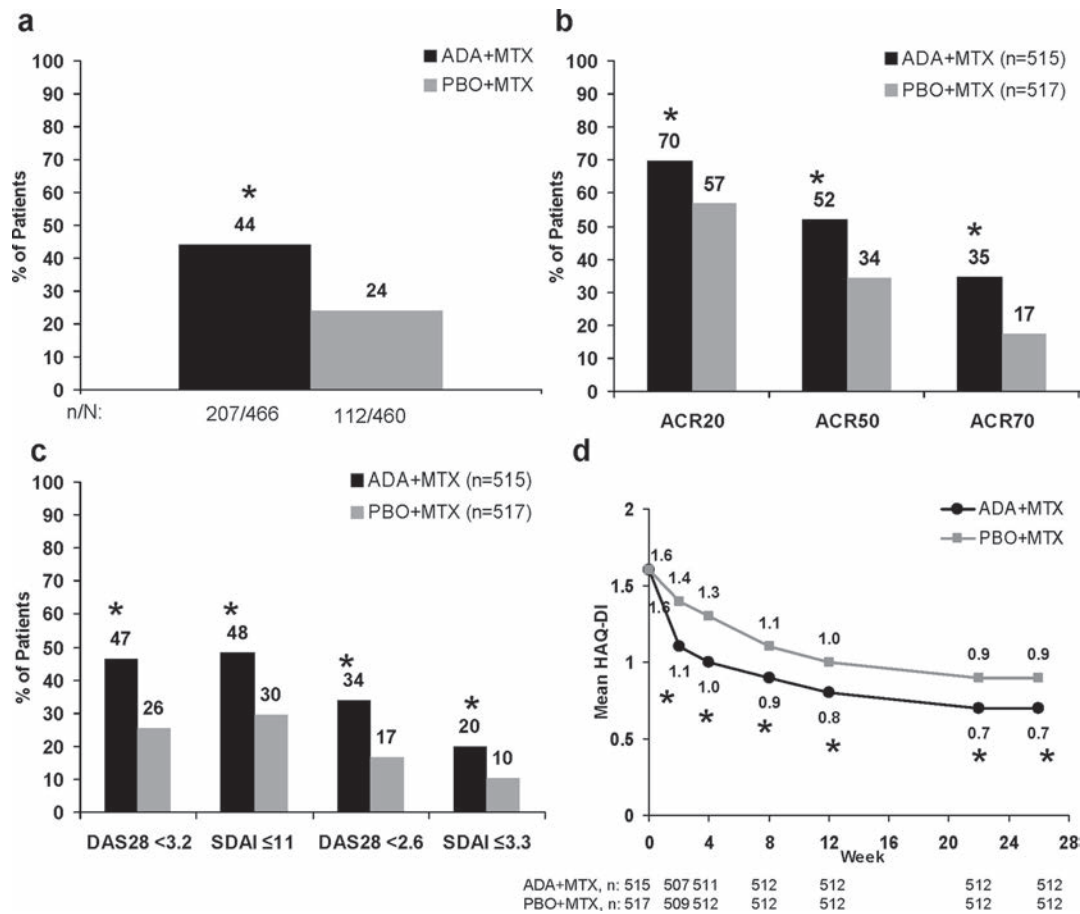 a
ADA+MTX
PBO+MTX
% of Patients
100
90
80
70
60
50
40
30
20
10
0
*
44
24
n/N: 207/466 112/460
b
ADA+MTX (n=515)
PBO+MTX (n=517)
% of Patients
100
90
80
70
60
50
40
30
20
10
0
*
70
57
*
52
34
*
35
17
ACR20 ACR50 ACR70
c
ADA+MTX (n=515)
PBO+MTX (n=517)
% of Patients
100
90
80
70
60
50
40
30
20
10
0
*
47
26
*
48
30
*
34
17
*
20
10
DAS28 <3.2 SDAI ≤11 DAS28 <2.6 SDAI ≤3.3
d
ADA+MTX
PBO+MTX
Mean HAQ-DI
2
1.5
1
0.5
0
1.6 1.4 1.3 1.1 1.0 0.9 0.9
1.6 1.1 1.0 0.9 0.8 0.7 0.7
* * * * * *
0 4 8 12 16 20 24 28
Week
ADA+MTX, n: 515 507 511 512 512 512 512
PBO+MTX, n: 517 509 512 512 512 512 512